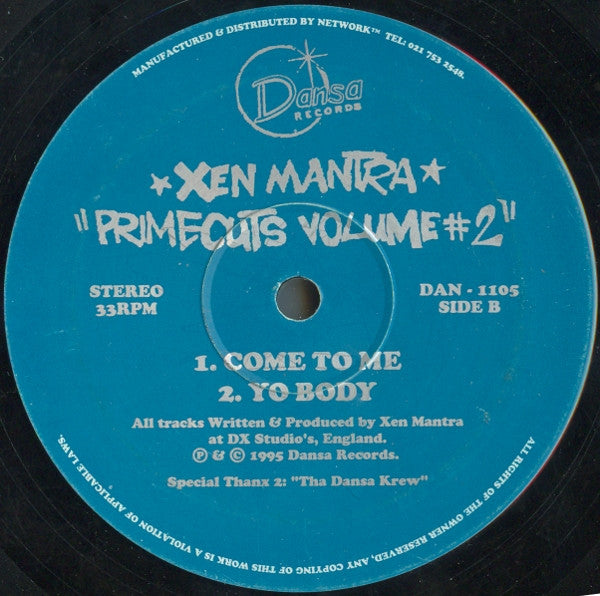 MANUFACTURED & DISTRIBUTED BY NETWORK™ TEL: 021 753 2548.
Dansa
RECORDS
★XEN MANTRA★
"PRIMECUTS VOLUME #2"
STEREO
33RPM
DAN - 1105
SIDE B
1. COME TO ME
2. YO BODY
All tracks Written & Produced by Xen Mantra
at DX Studio's, England.
Ⓟ & © 1995 Dansa Records.
Special Thanx 2: "Tha Dansa Krew"
ALL RIGHTS OF THE OWNER RESERVED, ANY COPYING OF THIS WORK IS A VIOLATION OF APPLICABLE LAWS.